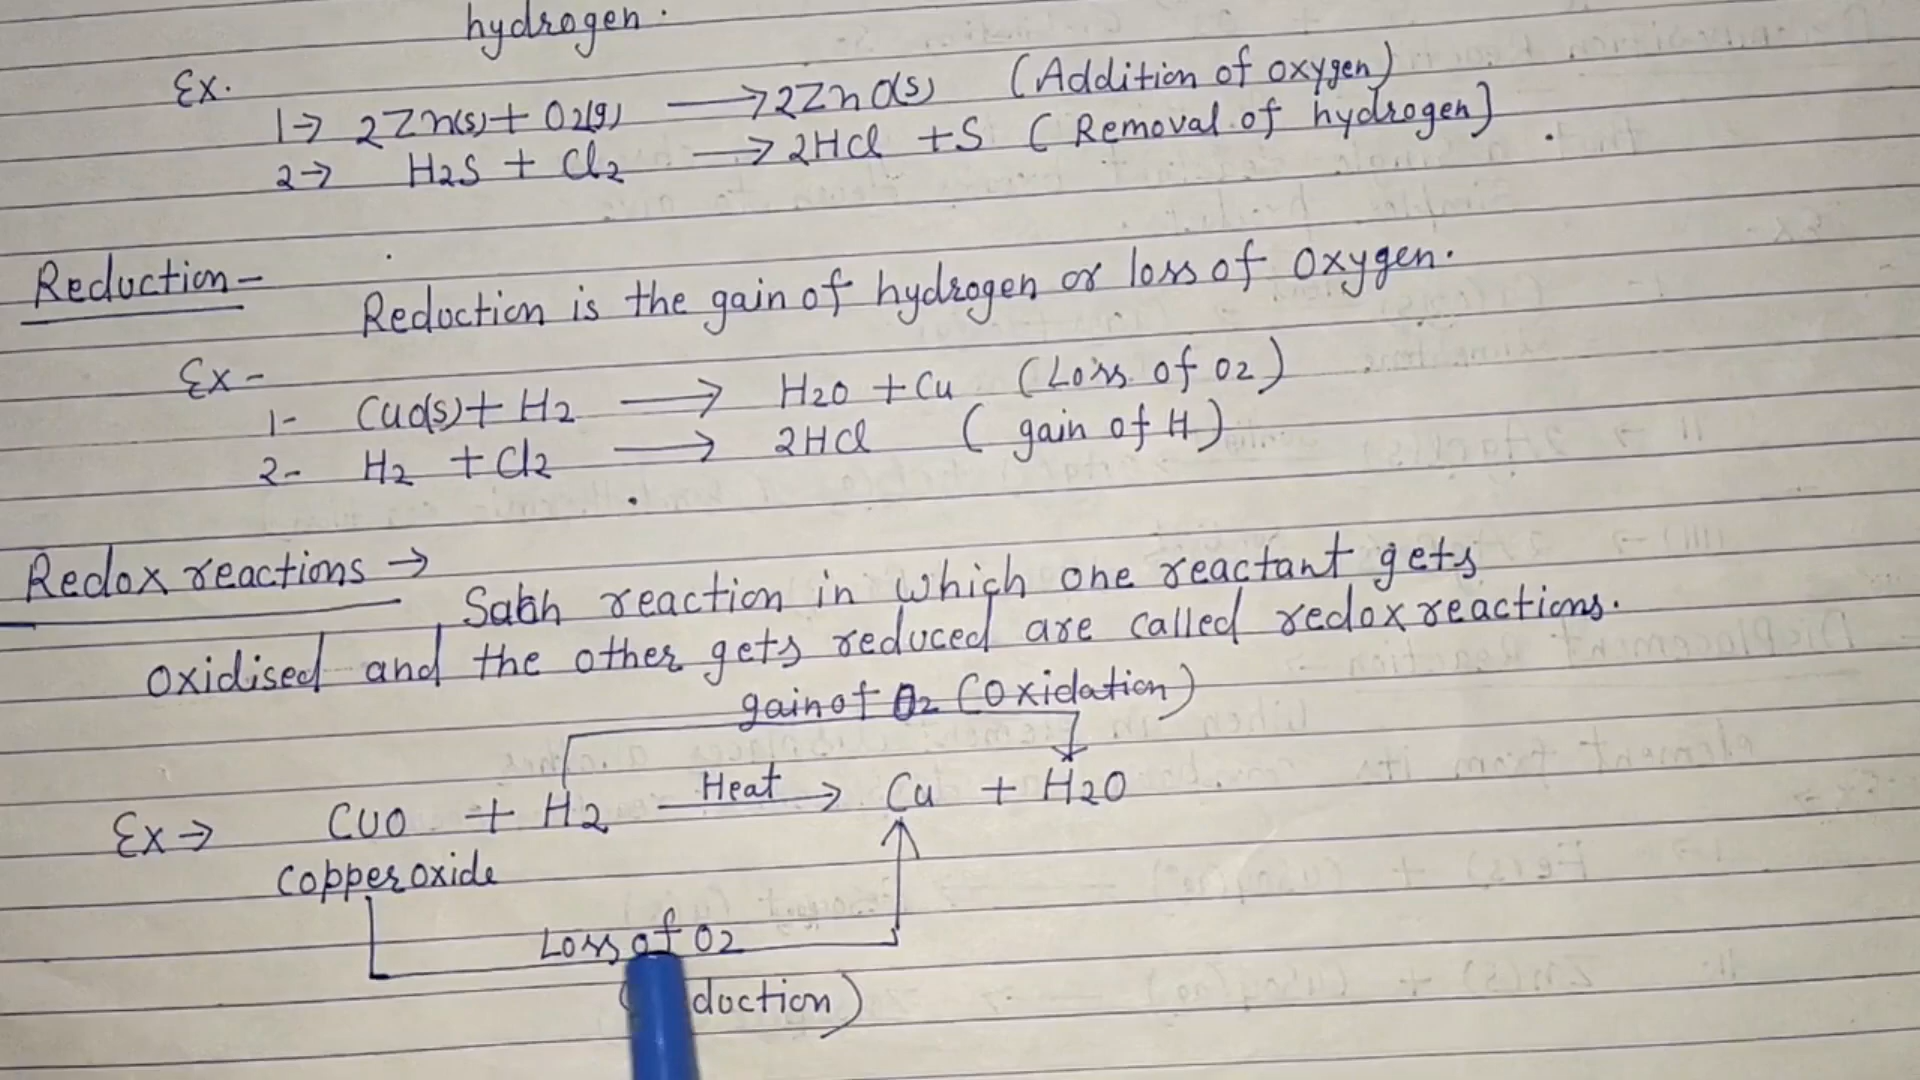 hydrogen.
Ex.
1→ 2Zn(s) + O2(g) ⟶ 2ZnO(s) (Addition of oxygen)
2→ H2S + Cl2 ⟶ 2HCl + S (Removal of hydrogen)
Reduction-
Reduction is the gain of hydrogen or loss of oxygen.
Ex-
1- CuO(s) + H2 ⟶ H2O + Cu (Loss of O2)
2- H2 + Cl2 ⟶ 2HCl (gain of H)
Redox reactions →
reaction in which one reactant gets
oxidised and the other gets reduced are called redox reactions.
gain of O2 (Oxidation)
Ex→ CuO + H2 Heat → Cu + H2O
Copper oxide
Loss of O2
duction)